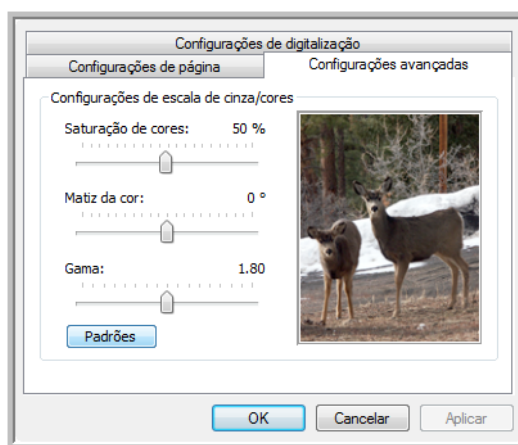 Configurações de digitalização
Configurações de página
Configurações avançadas
Configurações de escala de cinza/cores
Saturação de cores: 50 %
Matiz da cor: 0 °
Gama: 1.80
Padrões
OK
Cancelar
Aplicar